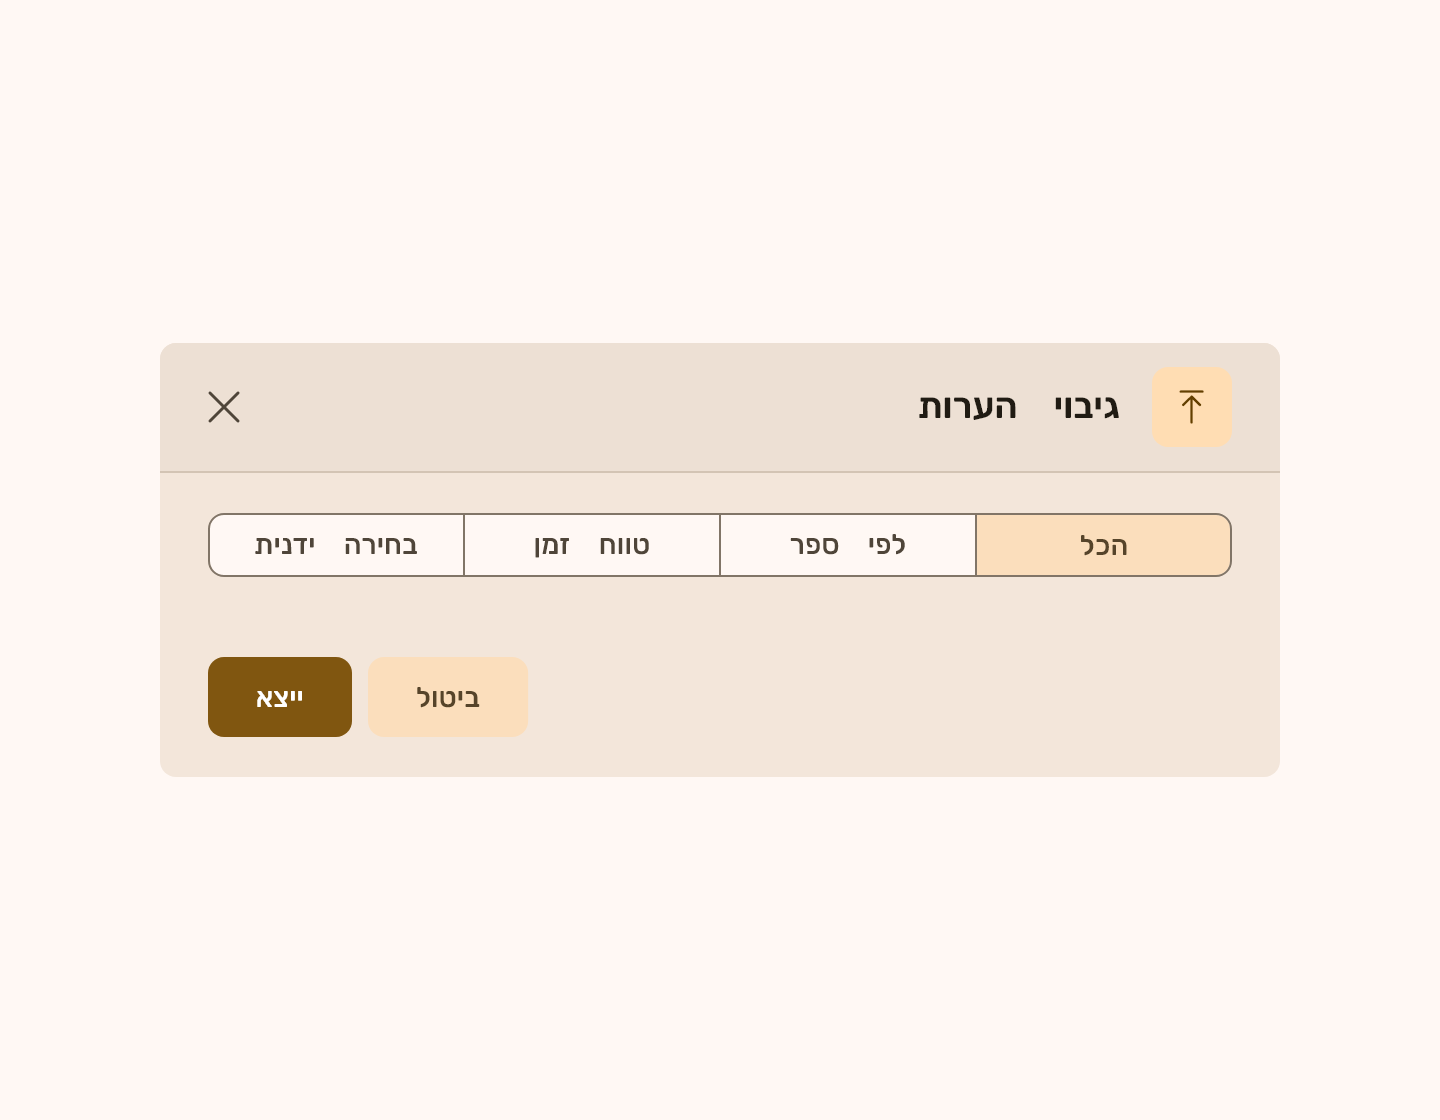 גיבוי הערות
הכל
לפי ספר
טווח זמן
בחירה ידנית
ביטול
ייצא